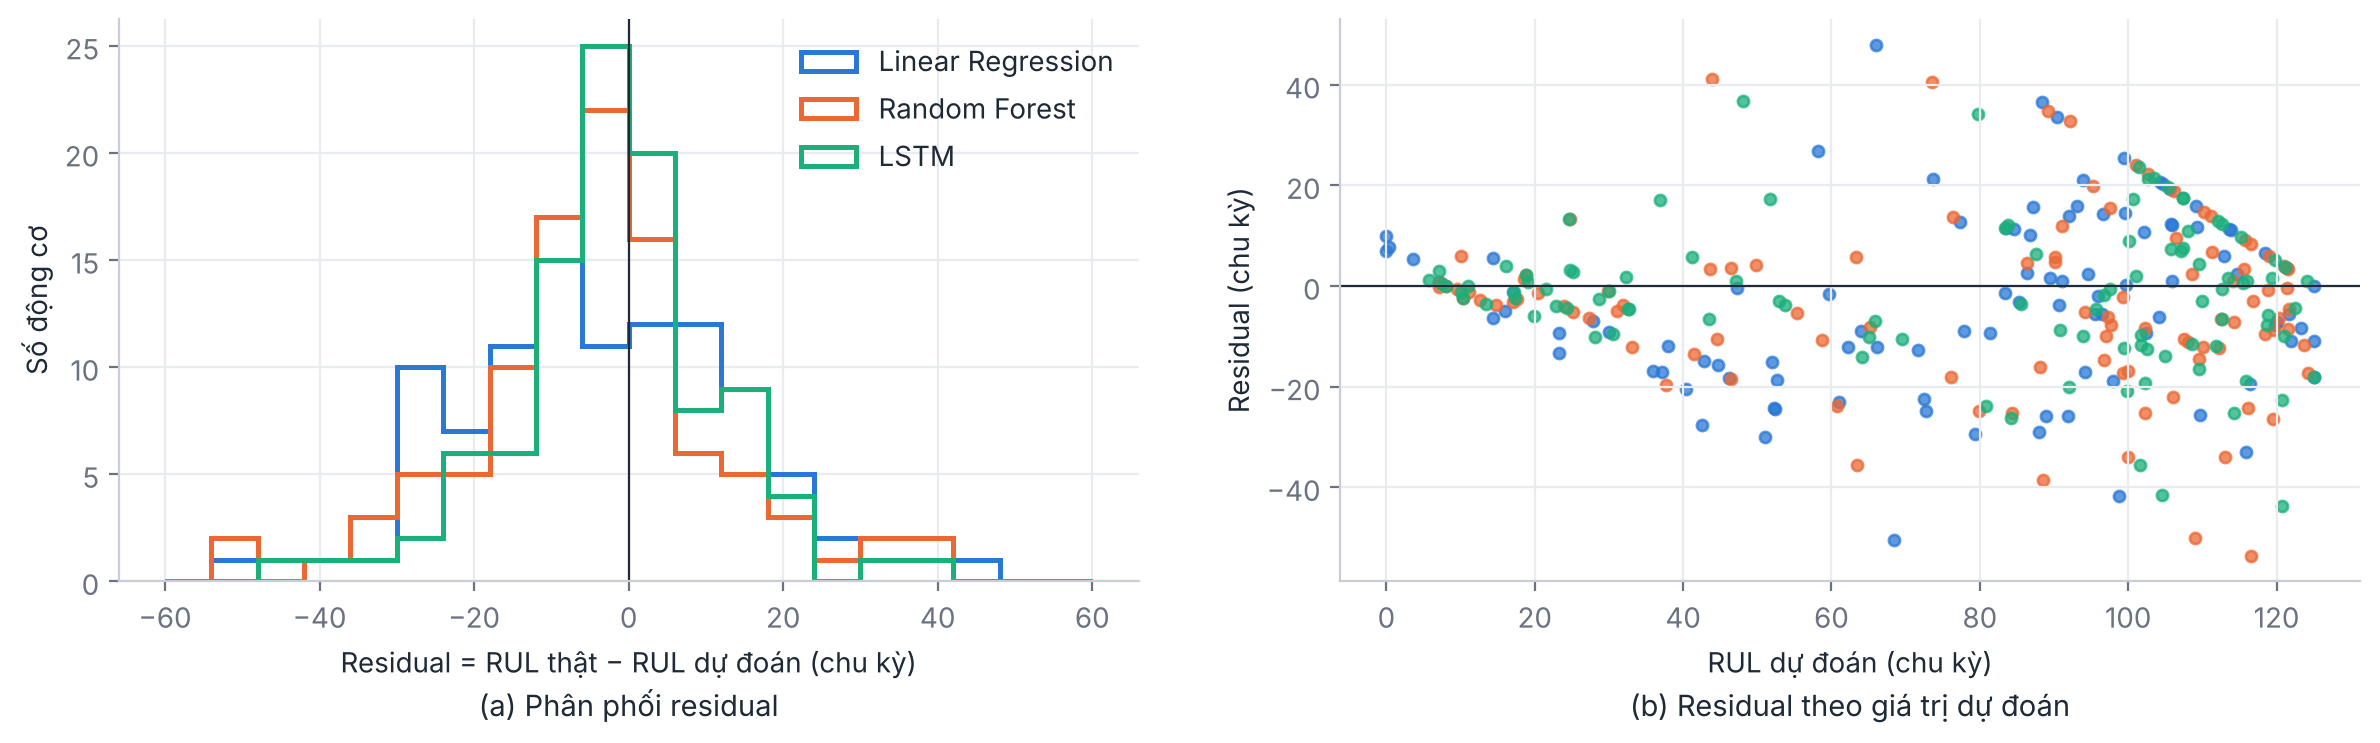 25
20
15
10
5
0
Số động cơ
Linear Regression
Random Forest
LSTM
−60 −40 −20 0 20 40 60
Residual = RUL thật − RUL dự đoán (chu kỳ)
(a) Phân phối residual
40
20
0
−20
−40
Residual (chu kỳ)
0 20 40 60 80 100 120
RUL dự đoán (chu kỳ)
(b) Residual theo giá trị dự đoán